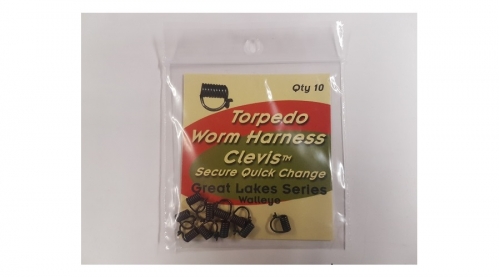 Qty 10
Torpedo
Worm Harness
Clevis™
Secure Quick Change
Great Lakes Series
Walleye